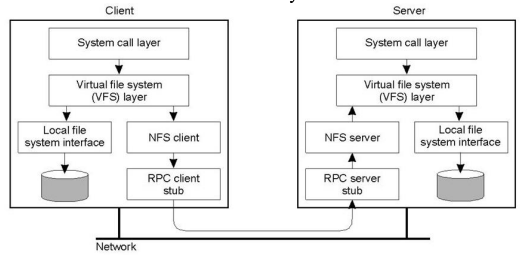 Client
System call layer
Virtual file system
(VFS) layer
Local file
system interface
NFS client
RPC client
stub
Server
System call layer
Virtual file system
(VFS) layer
NFS server
Local file
system interface
RPC server
stub
Network